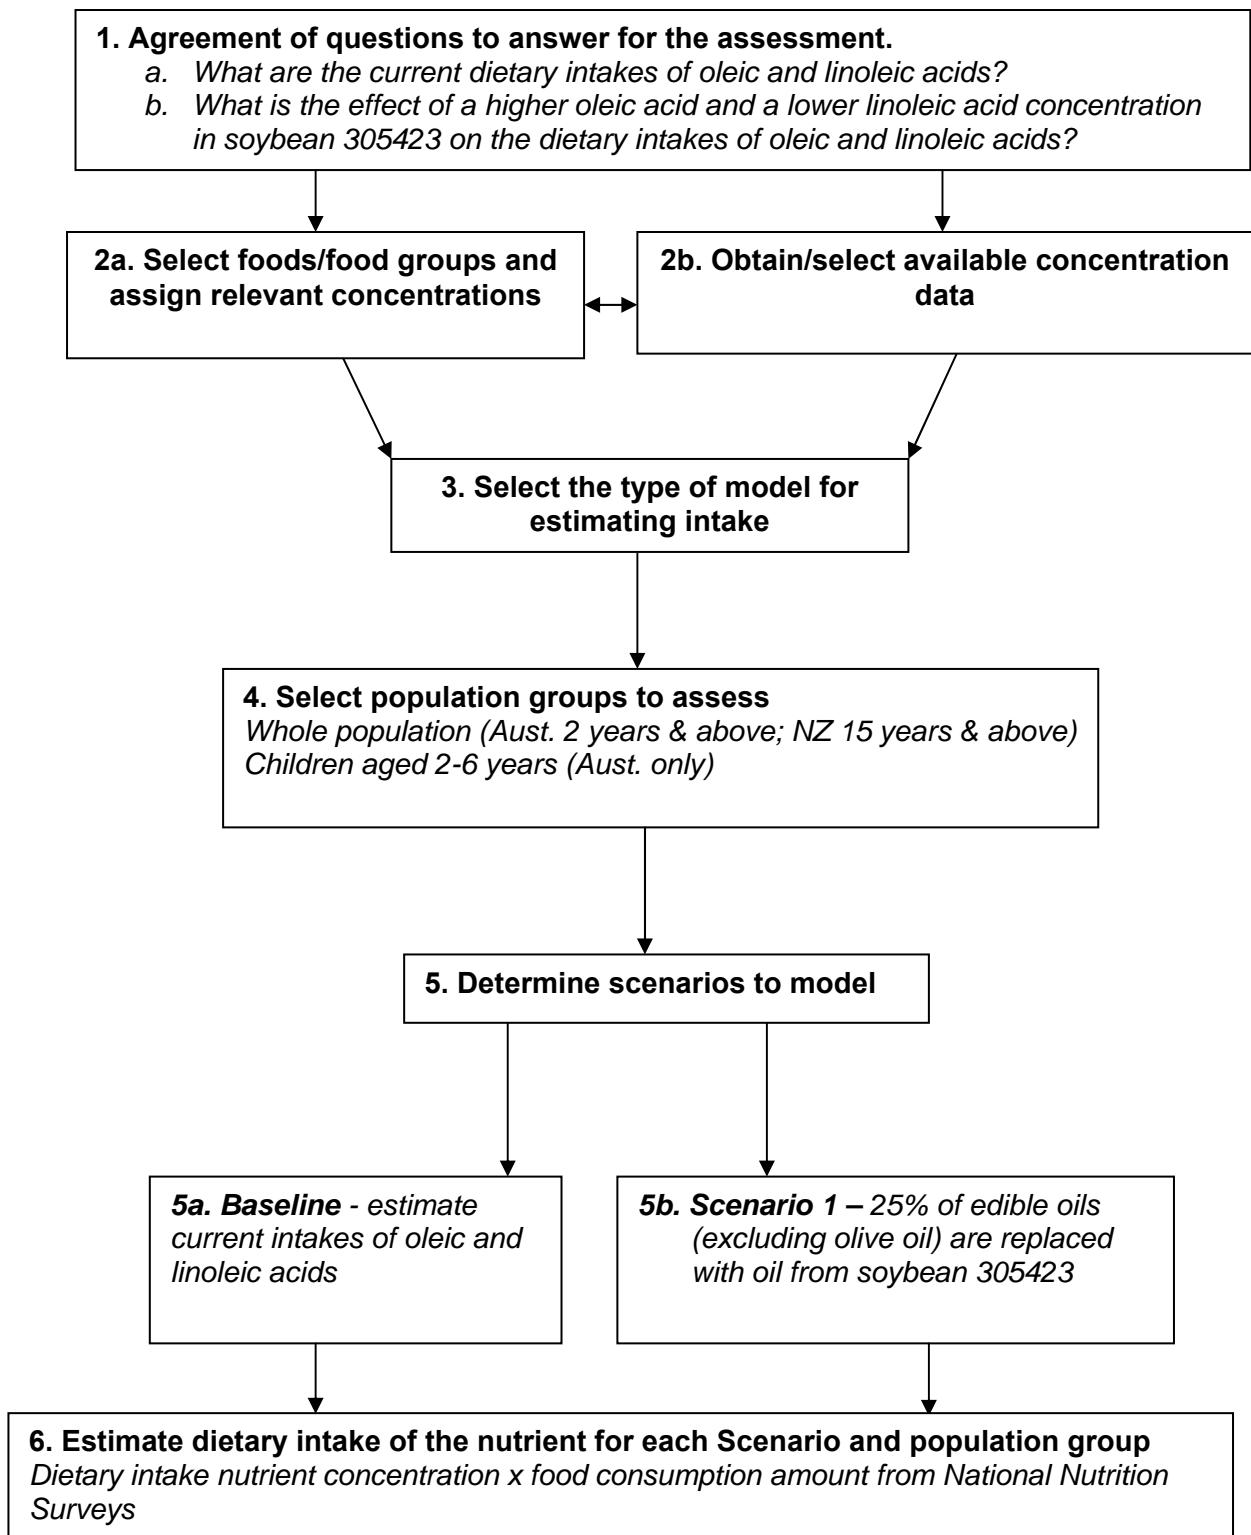 1. Agreement of questions to answer for the assessment.
a. What are the current dietary intakes of oleic and linoleic acids?
b. What is the effect of a higher oleic acid and a lower linoleic acid concentration
in soybean 305423 on the dietary intakes of oleic and linoleic acids?
2a. Select foods/food groups and
assign relevant concentrations
2b. Obtain/select available concentration
data
3. Select the type of model for
estimating intake
4. Select population groups to assess
Whole population (Aust. 2 years & above; NZ 15 years & above)
Children aged 2-6 years (Aust. only)
5. Determine scenarios to model
5a. Baseline - estimate
current intakes of oleic and
linoleic acids
5b. Scenario 1 – 25% of edible oils
(excluding olive oil) are replaced
with oil from soybean 305423
6. Estimate dietary intake of the nutrient for each Scenario and population group
Dietary intake nutrient concentration x food consumption amount from National Nutrition
Surveys